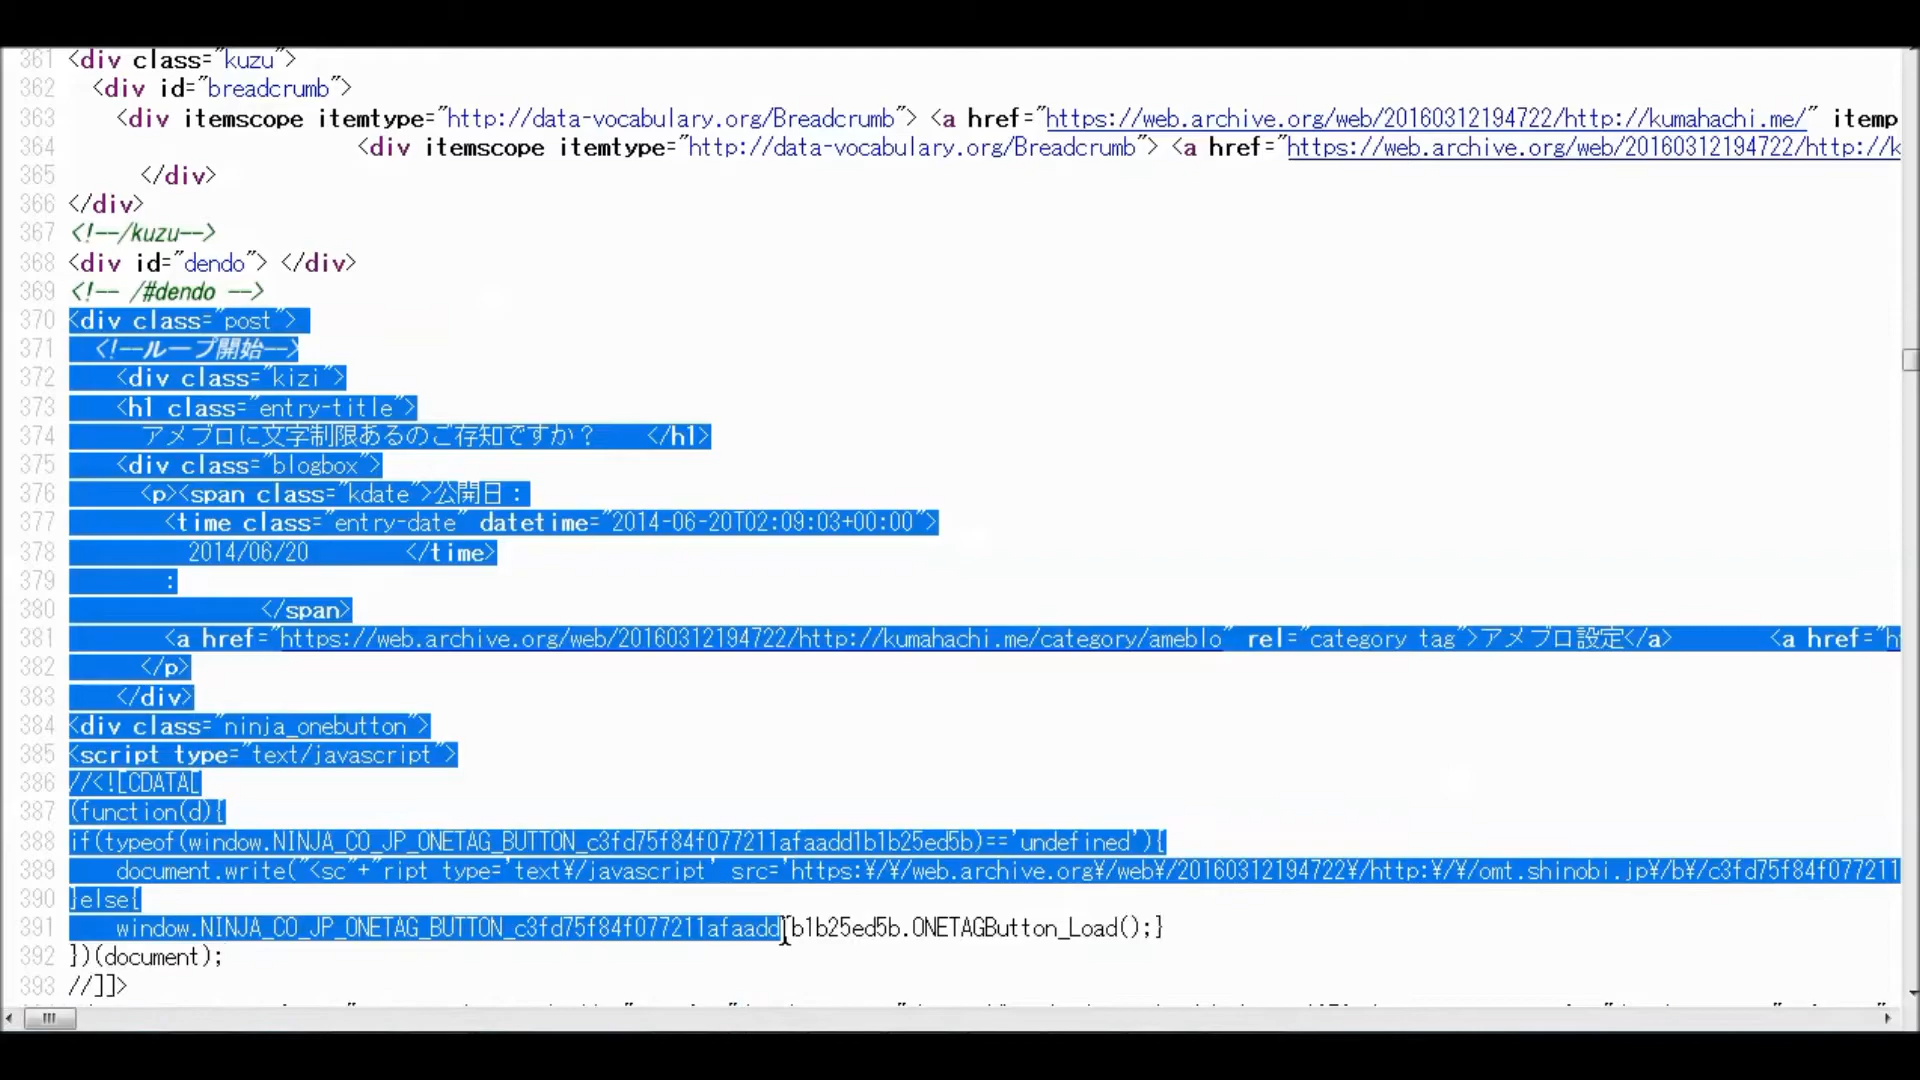 361 <div class="kuzu">
362 <div id="breadcrumb">
363 <div itemscope itemtype="http://data-vocabulary.org/Breadcrumb"> <a href="https://web.archive.org/web/20160312194722/http://kumahachi.me/" itemp
364 <div itemscope itemtype="http://data-vocabulary.org/Breadcrumb"> <a href="https://web.archive.org/web/20160312194722/http://k
365 </div>
366 </div>
367 <!--/kuzu-->
368 <div id="dendo"> </div>
369 <!-- /#dendo -->
370 <div class="post">
371 <!--ループ開始-->
372 <div class="kizi">
373 <h1 class="entry-title">
374 アメブロに文字制限あるのご存知ですか？ </h1>
375 <div class="blogbox">
376 <p><span class="kdate">公開日：
377 <time class="entry-date" datetime="2014-06-20T02:09:03+00:00">
378 2014/06/20 </time>
379 :
380 </span>
381 <a href="https://web.archive.org/web/20160312194722/http://kumahachi.me/category/ameblo" rel="category tag">アメブロ設定</a> <a href="h
382 </p>
383 </div>
384 <div class="ninja_onebutton">
385 <script type="text/javascript">
386 //<![CDATA[
387 (function(d){
388 if(typeof(window.NINJA_CO_JP_ONETAG_BUTTON_c3fd75f84f077211afaadd1b1b25ed5b)=='undefined'){
389 document.write("<sc"+"ript type='text¥/javascript' src='https:¥/¥/web.archive.org¥/web¥/20160312194722¥/http:¥/¥/omt.shinobi.jp¥/b¥/c3fd75f84f077211
390 }else{
391 window.NINJA_CO_JP_ONETAG_BUTTON_c3fd75f84f077211afaadd1b1b25ed5b.ONETAGButton_Load();}
392 })(document);
393 //]]>